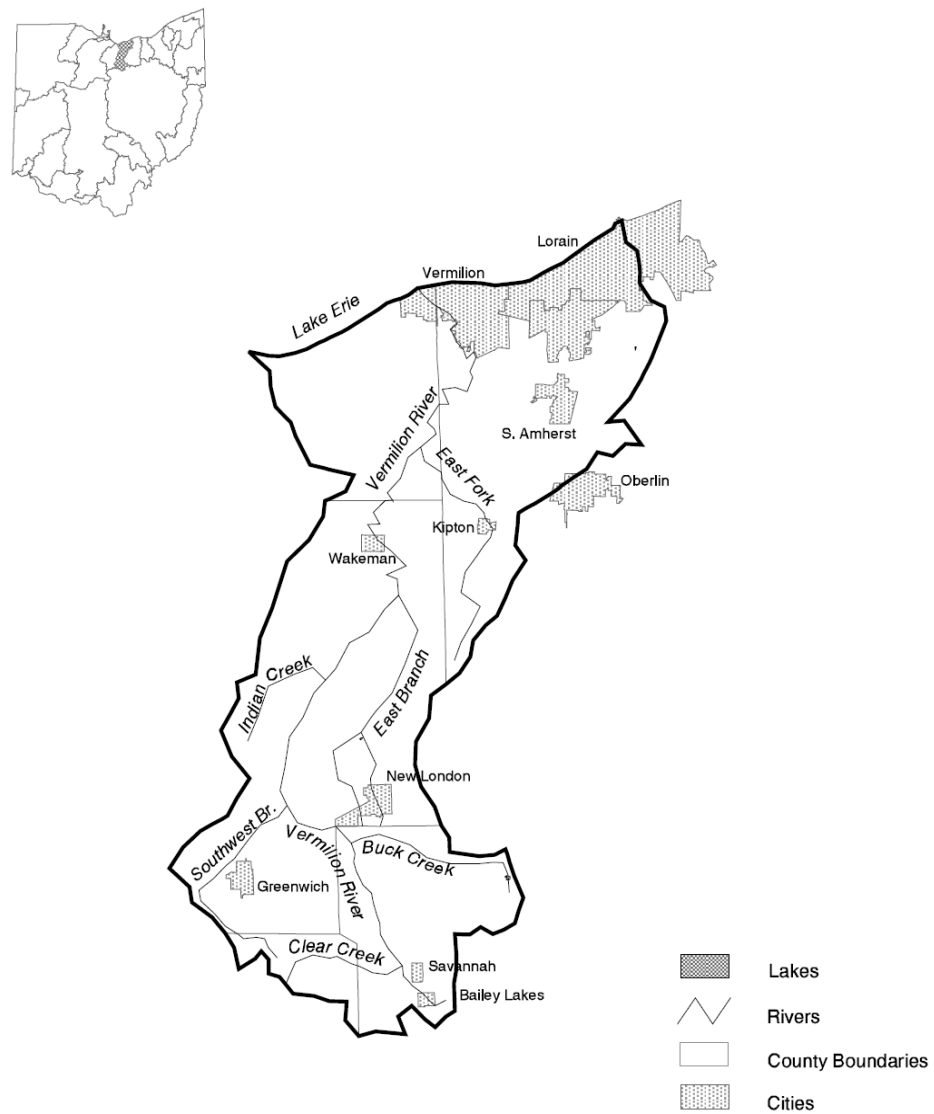 Lorain
Vermilion
Lake Erie
Vermilion River
S. Amherst
East Fork
Oberlin
Kipton
Wakeman
Indian Creek
East Branch
New London
Southwest Br.
Vermilion River
Buck Creek
Greenwich
Clear Creek
Savannah
Bailey Lakes
Lakes
Rivers
County Boundaries
Cities